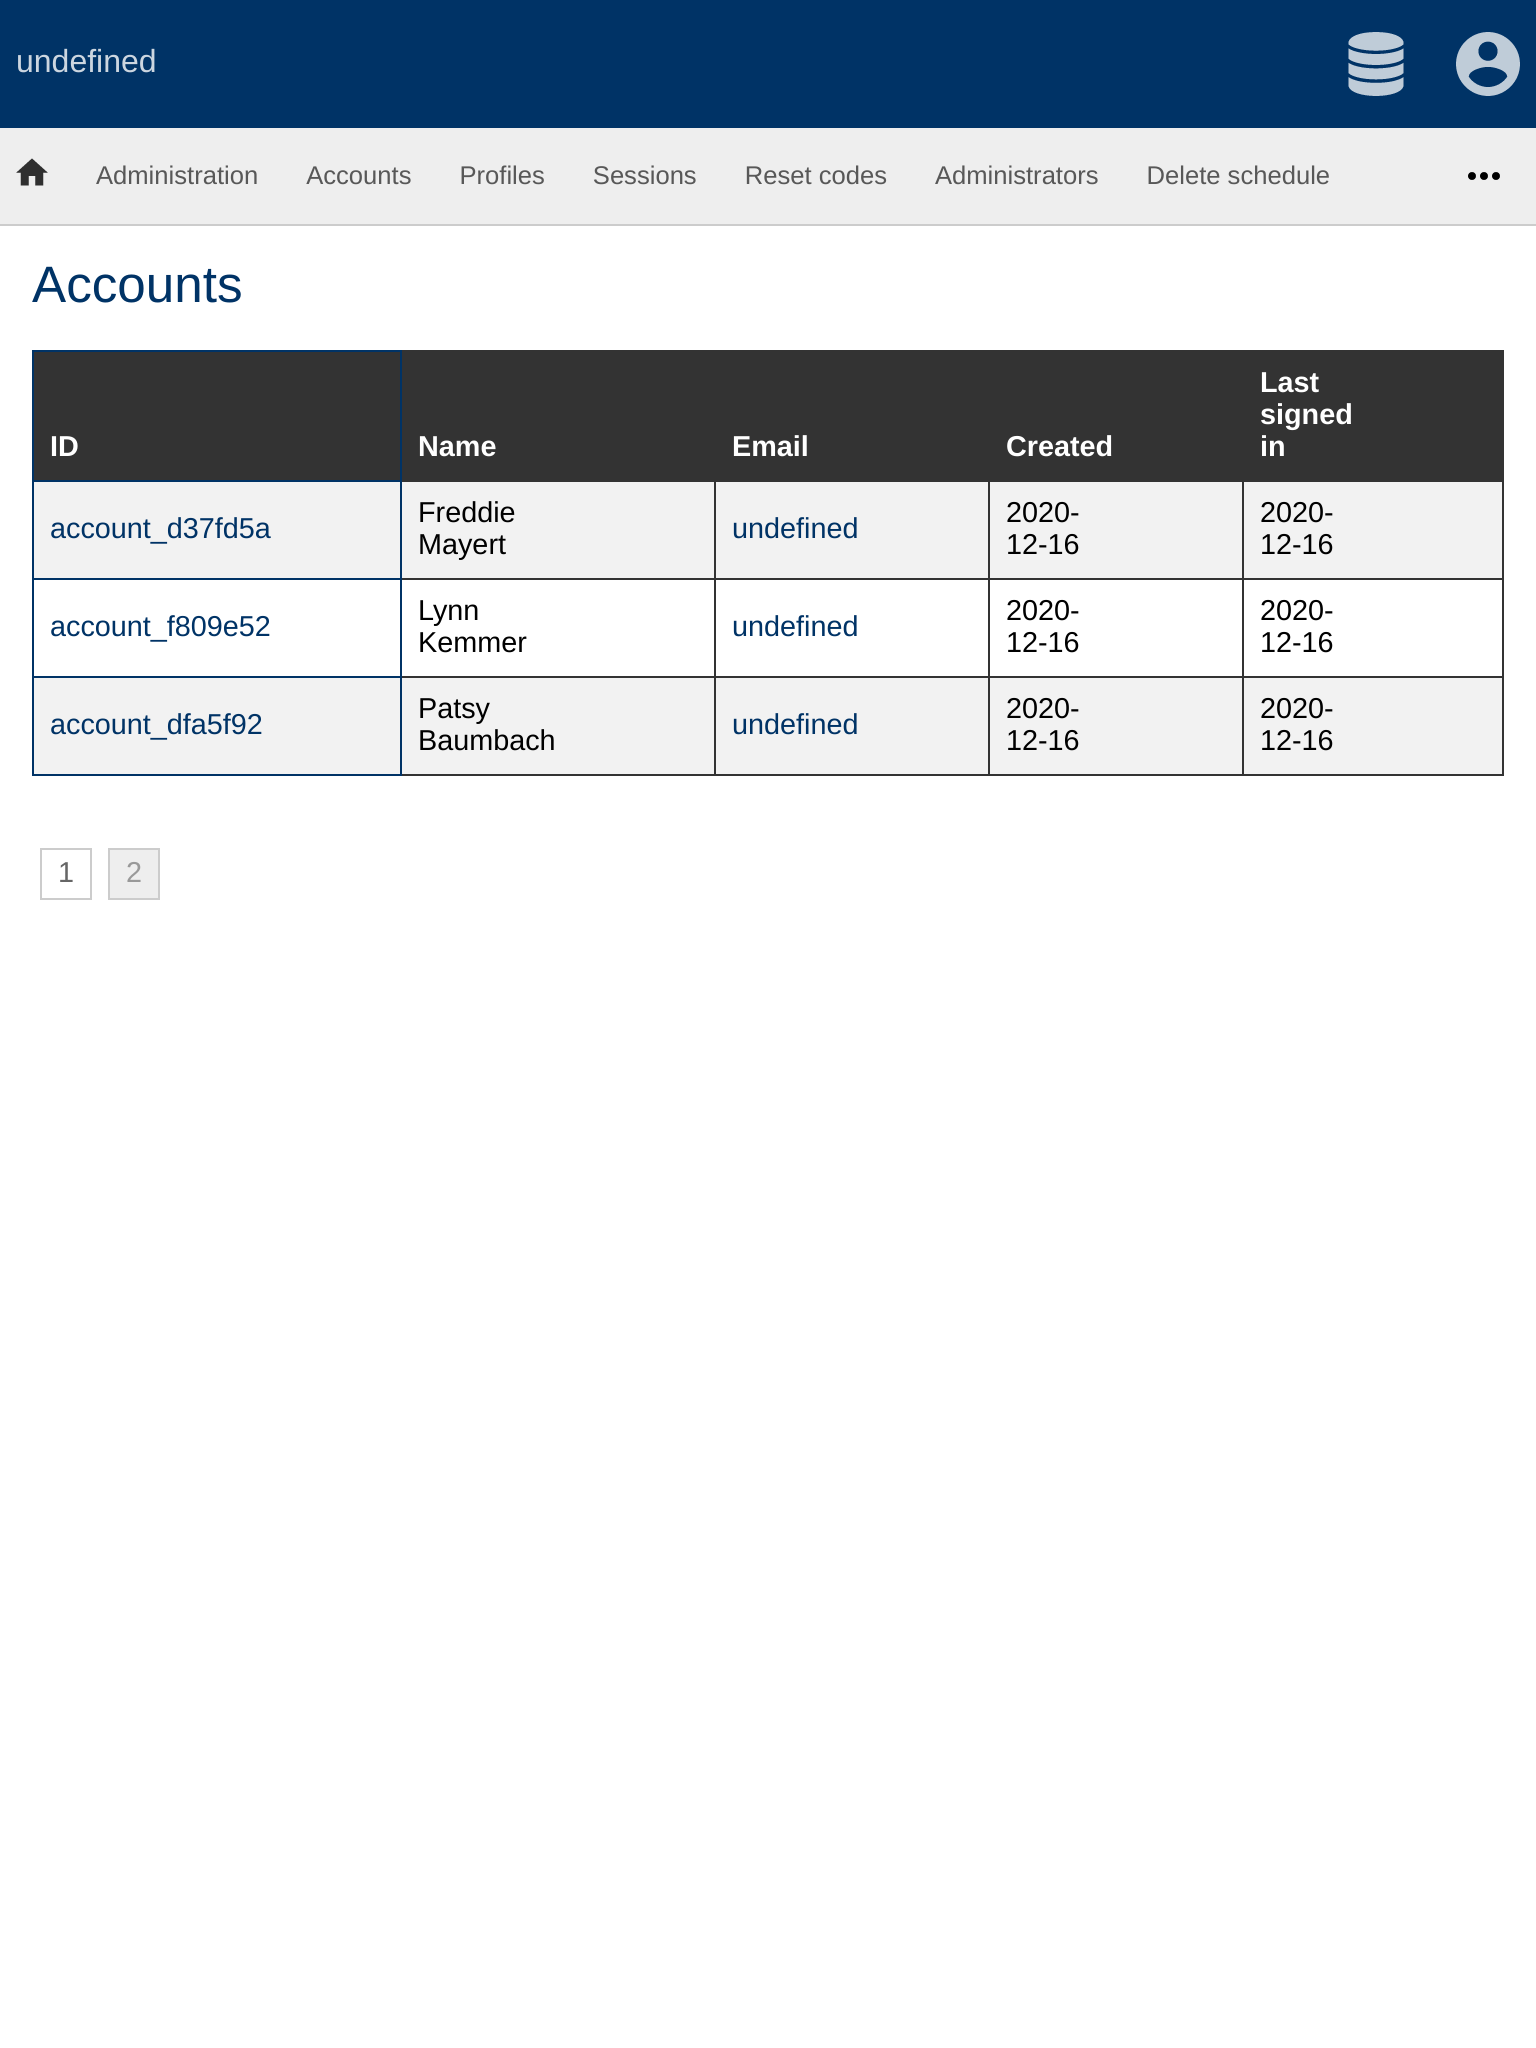 undefined
Administration Accounts Profiles Sessions Reset codes Administrators Delete schedule
Accounts
ID Name Email Created Last signed in
account_d37fd5a Freddie Mayert undefined 2020-12-16 2020-12-16
account_f809e52 Lynn Kemmer undefined 2020-12-16 2020-12-16
account_dfa5f92 Patsy Baumbach undefined 2020-12-16 2020-12-16
1 2